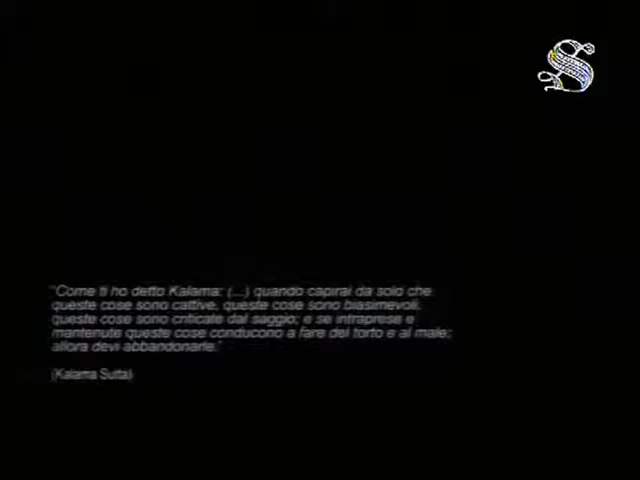 S
"Come ti ho detto Kalama: (...) quando capirai da solo che
queste cose sono cattive, queste cose sono biasimevoli,
queste cose sono criticate dal saggio; e se intraprese e
mantenute queste cose conducono a fare del torto e al male;
allora devi abbandonarle."
(Kalama Sutta)